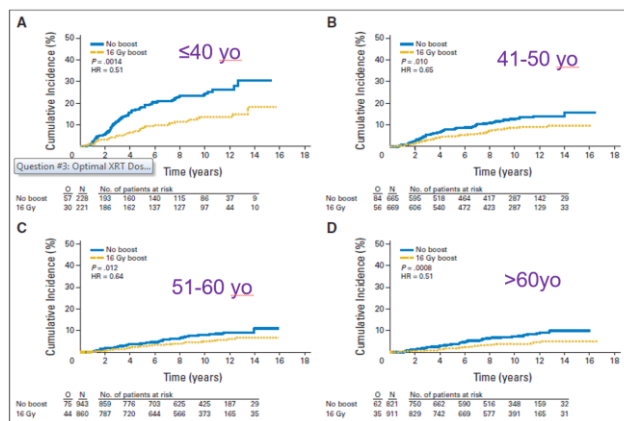 A
50
40
30
20
10
Cumulative Incidence (%)
No boost
16 Gy boost
P = .0014
HR = 0.51
≤40 yo
0 2 4 6 8 10 12 14 16 18
Time (years)
Question #3: Optimal XRT Dos...
O N No. of patients at risk
No boost 57 228 193 160 140 115 86 37 9
16 Gy 30 221 186 162 137 127 97 44 10
B
50
40
30
20
10
Cumulative Incidence (%)
No boost
16 Gy boost
P = .010
HR = 0.65
41-50 yo
0 2 4 6 8 10 12 14 16 18
Time (years)
O N No. of patients at risk
No boost 84 665 595 518 464 417 287 142 29
16 Gy 56 669 606 540 472 423 287 129 33
C
50
40
30
20
10
Cumulative Incidence (%)
No boost
16 Gy boost
P = .012
HR = 0.64
51-60 yo
0 2 4 6 8 10 12 14 16 18
Time (years)
O N No. of patients at risk
No boost 75 943 859 776 703 625 425 187 29
16 Gy 44 860 787 720 644 566 373 165 35
D
50
40
30
20
10
Cumulative Incidence (%)
No boost
16 Gy boost
P = .0008
HR = 0.51
>60yo
0 2 4 6 8 10 12 14 16 18
Time (years)
O N No. of patients at risk
No boost 62 821 750 662 590 516 348 159 32
16 Gy 35 911 829 742 669 577 391 165 31